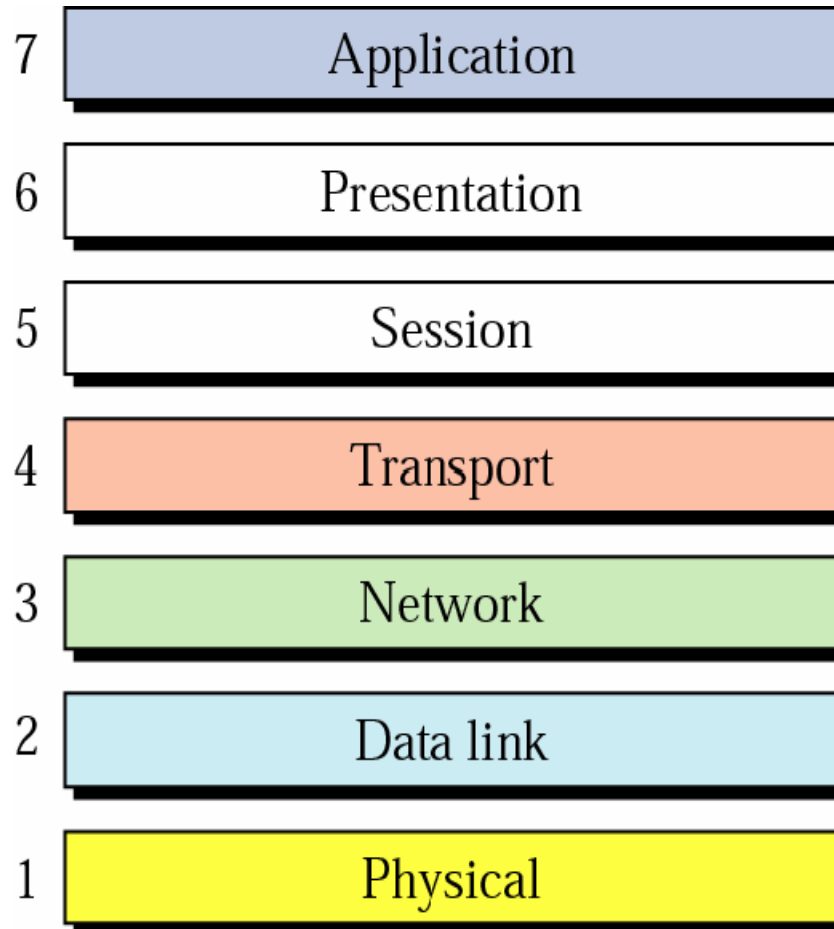 7 Application
6 Presentation
5 Session
4 Transport
3 Network
2 Data link
1 Physical